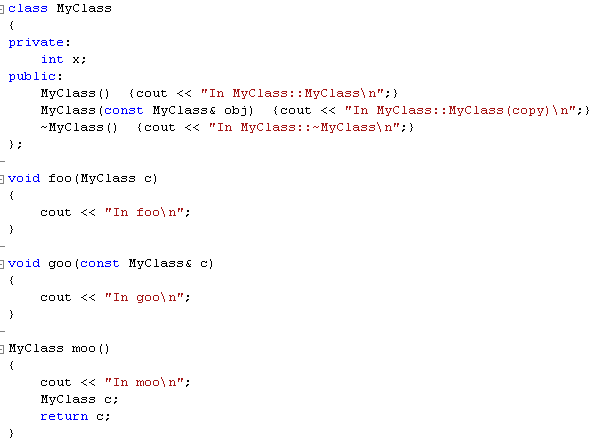 class MyClass
{
private:
    int x;
public:
    MyClass()  {cout << "In MyClass::MyClass\n";}
    MyClass(const MyClass& obj)  {cout << "In MyClass::MyClass(copy)\n";}
    ~MyClass()  {cout << "In MyClass::~MyClass\n";}
};
void foo(MyClass c)
{
    cout << "In foo\n";
}
void goo(const MyClass& c)
{
    cout << "In goo\n";
}
MyClass moo()
{
    cout << "In moo\n";
    MyClass c;
    return c;
}